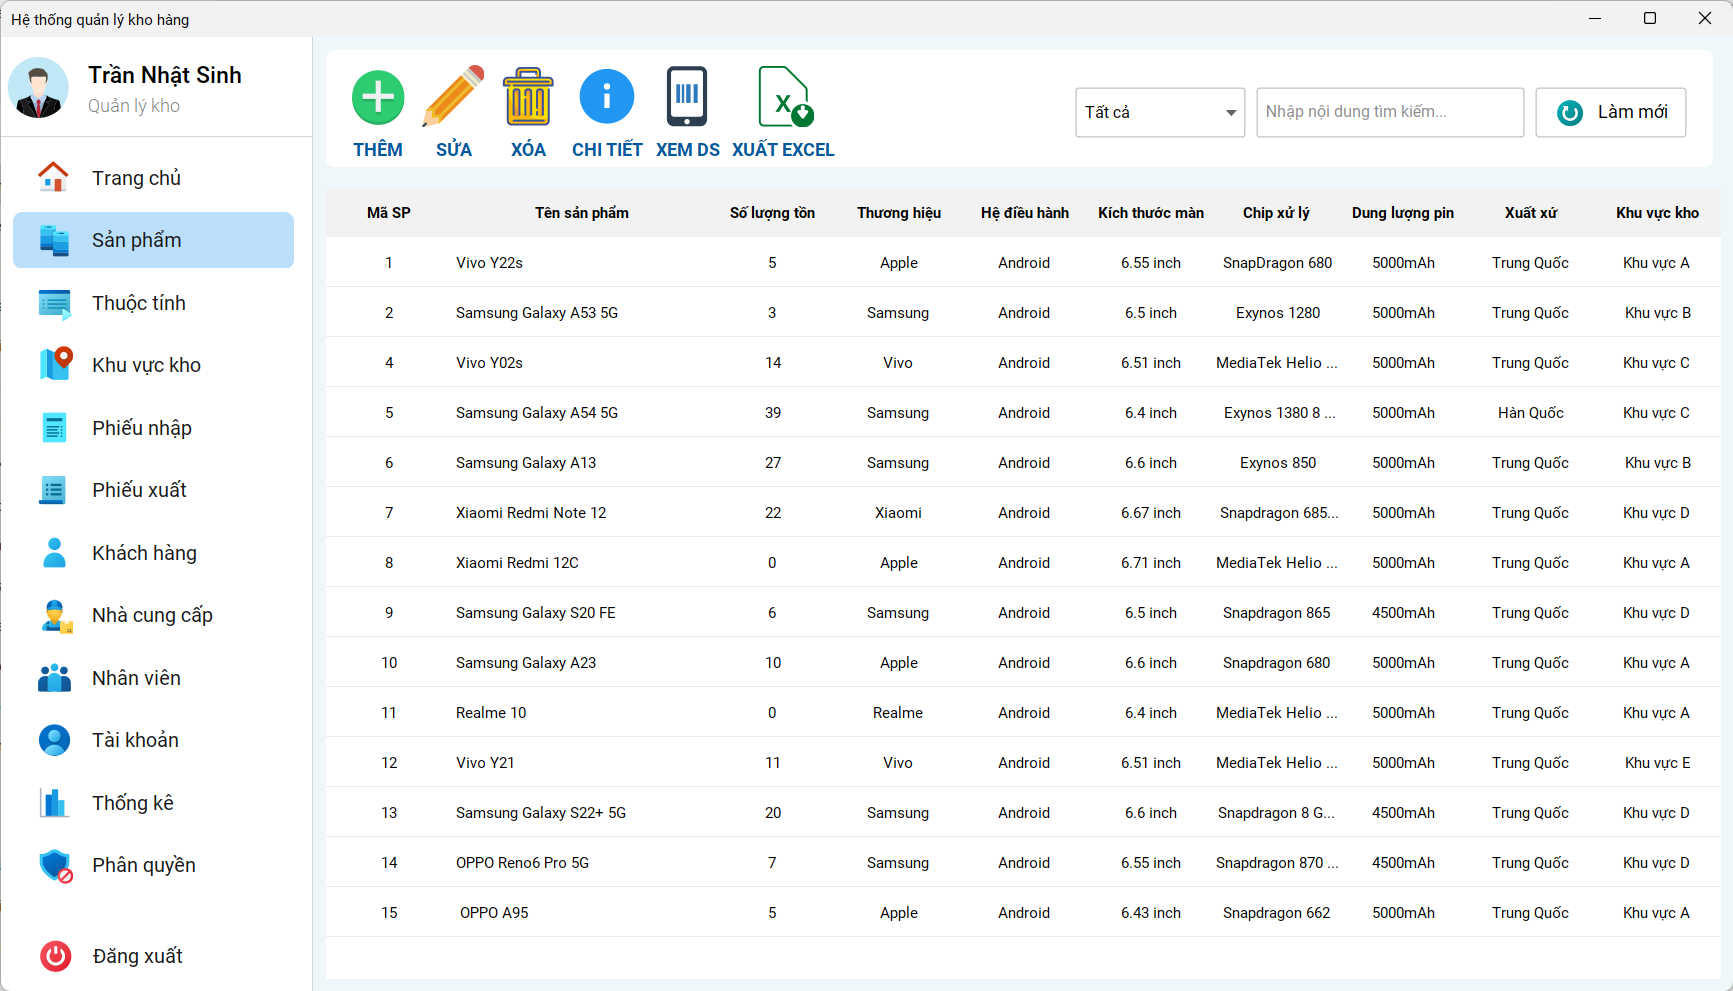 Hệ thống quản lý kho hàng
Trần Nhật Sinh
Quản lý kho
Trang chủ
Sản phẩm
Thuộc tính
Khu vực kho
Phiếu nhập
Phiếu xuất
Khách hàng
Nhà cung cấp
Nhân viên
Tài khoản
Thống kê
Phân quyền
Đăng xuất
THÊM SỬA XÓA CHI TIẾT XEM DS XUẤT EXCEL
Tất cả Nhập nội dung tìm kiếm... Làm mới
Mã SP Tên sản phẩm Số lượng tồn Thương hiệu Hệ điều hành Kích thước màn Chip xử lý Dung lượng pin Xuất xứ Khu vực kho
1 Vivo Y22s 5 Apple Android 6.55 inch SnapDragon 680 5000mAh Trung Quốc Khu vực A
2 Samsung Galaxy A53 5G 3 Samsung Android 6.5 inch Exynos 1280 5000mAh Trung Quốc Khu vực B
4 Vivo Y02s 14 Vivo Android 6.51 inch MediaTek Helio ... 5000mAh Trung Quốc Khu vực C
5 Samsung Galaxy A54 5G 39 Samsung Android 6.4 inch Exynos 1380 8 ... 5000mAh Hàn Quốc Khu vực C
6 Samsung Galaxy A13 27 Samsung Android 6.6 inch Exynos 850 5000mAh Trung Quốc Khu vực B
7 Xiaomi Redmi Note 12 22 Xiaomi Android 6.67 inch Snapdragon 685... 5000mAh Trung Quốc Khu vực D
8 Xiaomi Redmi 12C 0 Apple Android 6.71 inch MediaTek Helio ... 5000mAh Trung Quốc Khu vực A
9 Samsung Galaxy S20 FE 6 Samsung Android 6.5 inch Snapdragon 865 4500mAh Trung Quốc Khu vực D
10 Samsung Galaxy A23 10 Apple Android 6.6 inch Snapdragon 680 5000mAh Trung Quốc Khu vực A
11 Realme 10 0 Realme Android 6.4 inch MediaTek Helio ... 5000mAh Trung Quốc Khu vực A
12 Vivo Y21 11 Vivo Android 6.51 inch MediaTek Helio ... 5000mAh Trung Quốc Khu vực E
13 Samsung Galaxy S22+ 5G 20 Samsung Android 6.6 inch Snapdragon 8 G... 4500mAh Trung Quốc Khu vực D
14 OPPO Reno6 Pro 5G 7 Samsung Android 6.55 inch Snapdragon 870 ... 4500mAh Trung Quốc Khu vực D
15 OPPO A95 5 Apple Android 6.43 inch Snapdragon 662 5000mAh Trung Quốc Khu vực A